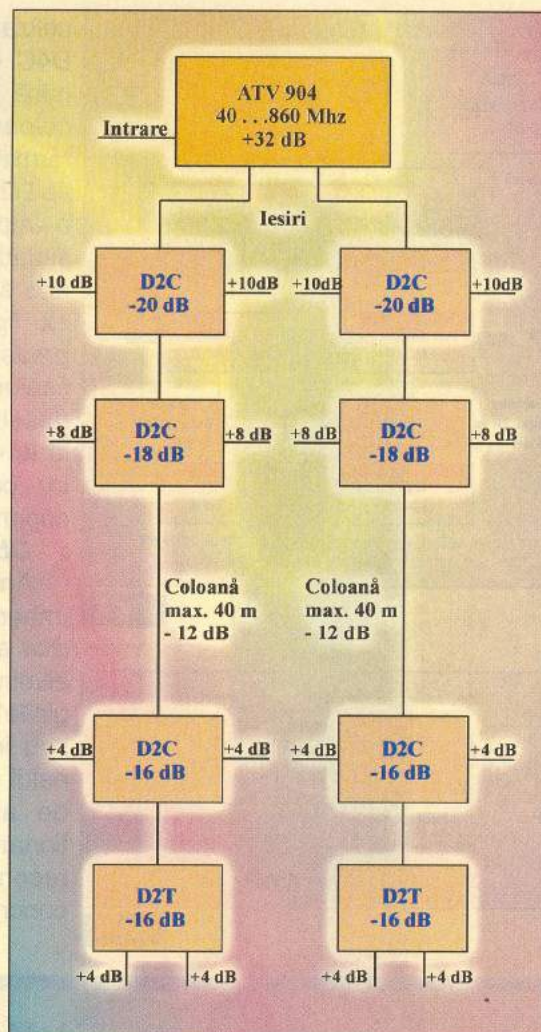 ATV 904
40 . . .860 Mhz
+32 dB
Intrare
Iesiri
+10 dB
D2C
-20 dB
+10dB
+10dB
D2C
-20 dB
+10dB
+8 dB
D2C
-18 dB
+8 dB
+8 dB
D2C
-18 dB
+8 dB
Coloanå
max. 40 m
- 12 dB
Coloanå
max. 40 m
- 12 dB
+4 dB
D2C
-16 dB
+4 dB
+4 dB
D2C
-16 dB
+4 dB
D2T
-16 dB
D2T
-16 dB
+4 dB
+4 dB
+4 dB
+4 dB